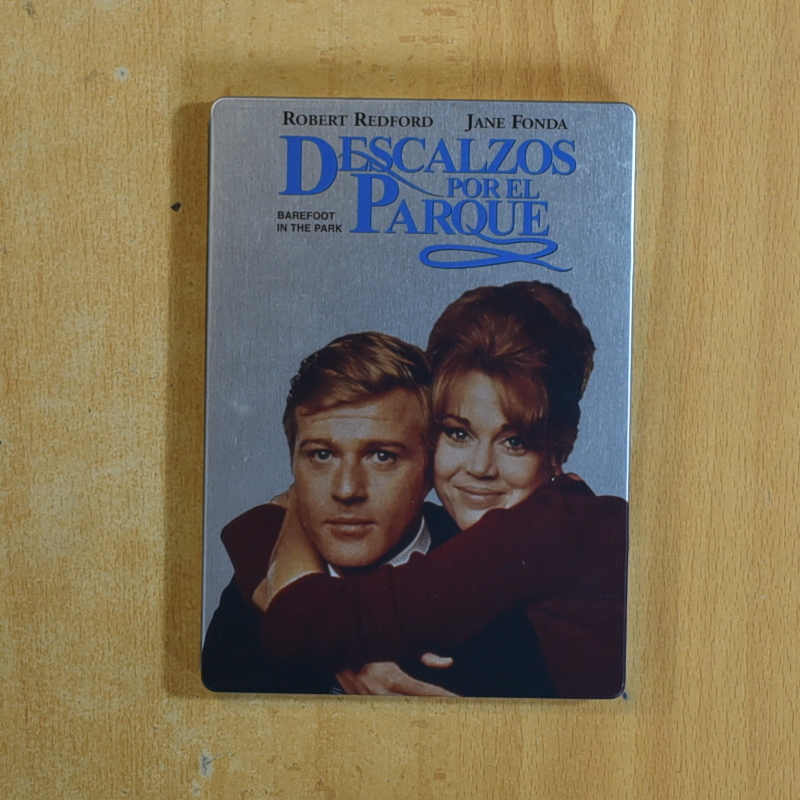 ROBERT REDFORD JANE FONDA
DESCALZOS
POR EL
PARQUE
BAREFOOT
IN THE PARK